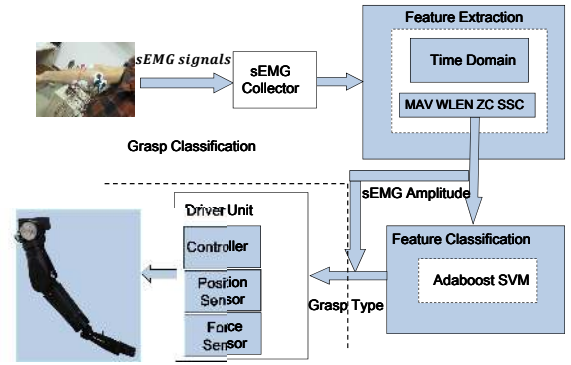 Feature Extraction
sEMG signals
Time Domain
sEMG
Collector
MAV WLEN ZC SSC
Grasp Classification
sEMG Amplitude
Driver Unit
Feature Classification
Controller
Adaboost SVM
Position
Sensor
Grasp Type
Force
Sensor